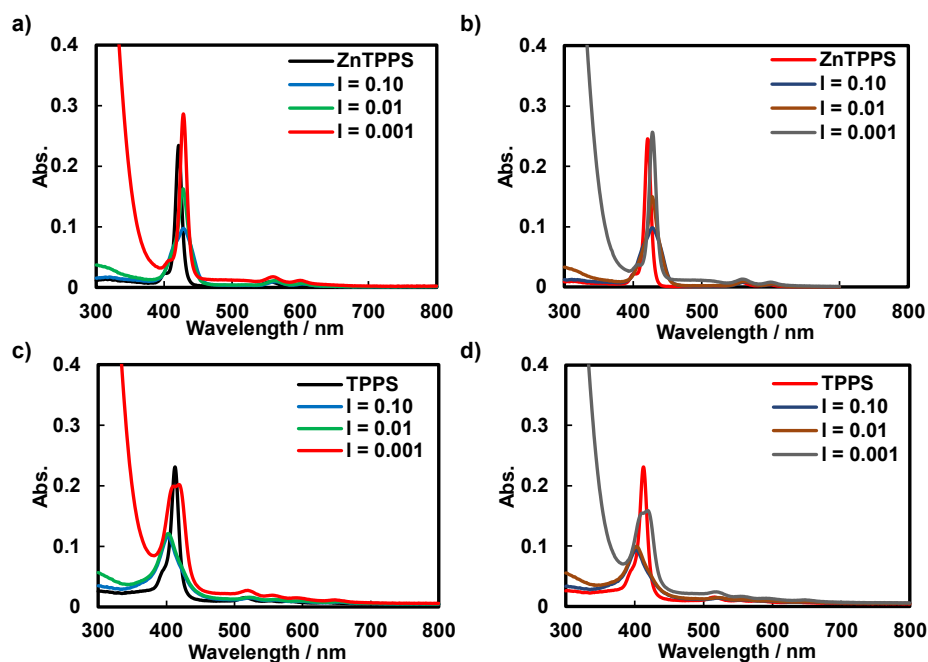 a)
0.4
0.3
0.2
0.1
0
Abs.
ZnTPPS
I = 0.10
I = 0.01
I = 0.001
300 400 500 600 700 800
Wavelength / nm
b)
0.4
0.3
0.2
0.1
0
Abs.
ZnTPPS
I = 0.10
I = 0.01
I = 0.001
300 400 500 600 700 800
Wavelength / nm
c)
0.4
0.3
0.2
0.1
0
Abs.
TPPS
I = 0.10
I = 0.01
I = 0.001
300 400 500 600 700 800
Wavelength / nm
d)
0.4
0.3
0.2
0.1
0
Abs.
TPPS
I = 0.10
I = 0.01
I = 0.001
300 400 500 600 700 800
Wavelength / nm